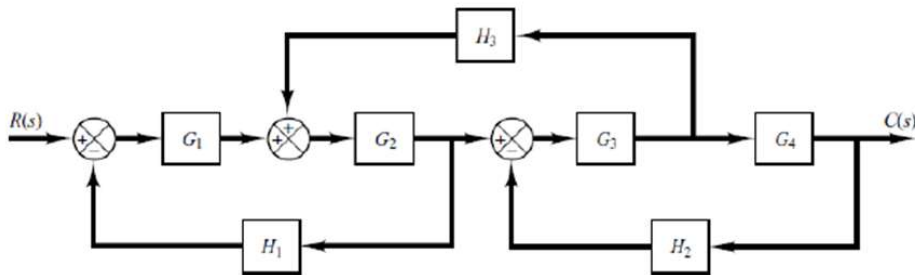 H₃
R(s) + − G₁ + + G₂ + − G₃ G₄ C(s)
H₁ H₂